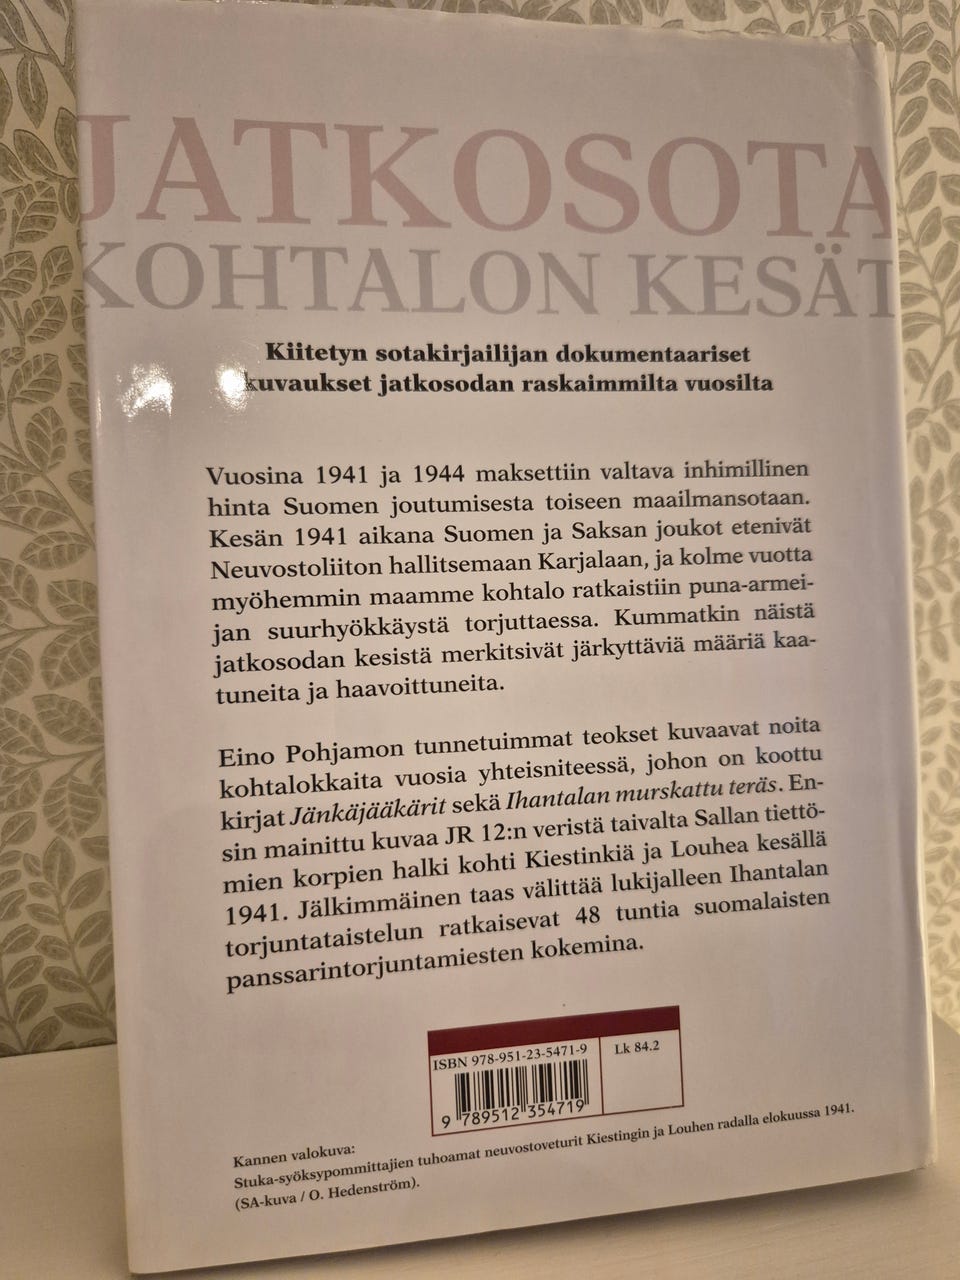 JATKOSOTA
KOHTALON KESÄT
Kiitetyn sotakirjailijan dokumentaariset
kuvaukset jatkosodan raskaimmilta vuosilta
Vuosina 1941 ja 1944 maksettiin valtava inhimillinen
hinta Suomen joutumisesta toiseen maailmansotaan.
Kesän 1941 aikana Suomen ja Saksan joukot etenivät
Neuvostoliiton hallitsemaan Karjalaan, ja kolme vuotta
myöhemmin maamme kohtalo ratkaistiin puna-armei-
jan suurhyökkäystä torjuttaessa. Kummatkin näistä
jatkosodan kesistä merkitsivät järkyttäviä määriä kaa-
tuneita ja haavoittuneita.
Eino Pohjamon tunnetuimmat teokset kuvaavat noita
kohtalokkaita vuosia yhteisniteessä, johon on koottu
kirjat Jänkäjääkärit sekä Ihantalan murskattu teräs. En-
sin mainittu kuvaa JR 12:n veristä taivalta Sallan tiettö-
mien korpien halki kohti Kiestinkiä ja Louhea kesällä
1941. Jälkimmäinen taas välittää lukijalleen Ihantalan
torjuntataistelun ratkaisevat 48 tuntia suomalaisten
panssarintorjuntamiesten kokemina.
ISBN 978-951-23-5471-9
Lk 84.2
9 789512 354719
Kannen valokuva:
Stuka-syöksypommittajien tuhoamat neuvostoveturit Kiestingin ja Louhen radalla elokuussa 1941.
(SA-kuva / O. Hedenström).